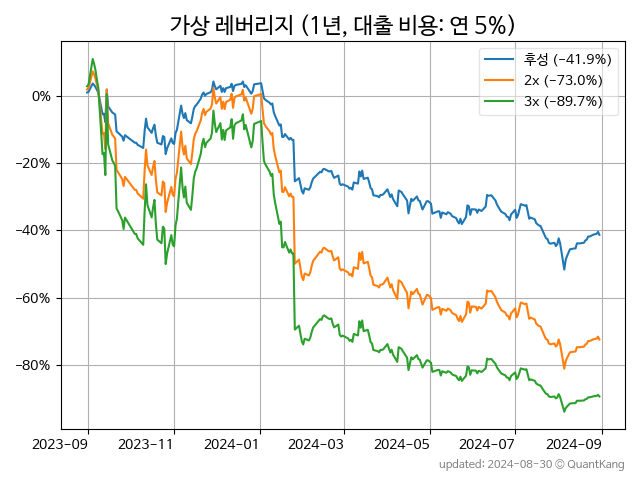 가상 레버리지 (1년, 대출 비용: 연 5%)
후성 (−41.9%)
2x (−73.0%)
3x (−89.7%)
0%
−20%
−40%
−60%
−80%
2023-09 2023-11 2024-01 2024-03 2024-05 2024-07 2024-09
updated: 2024-08-30 © QuantKang